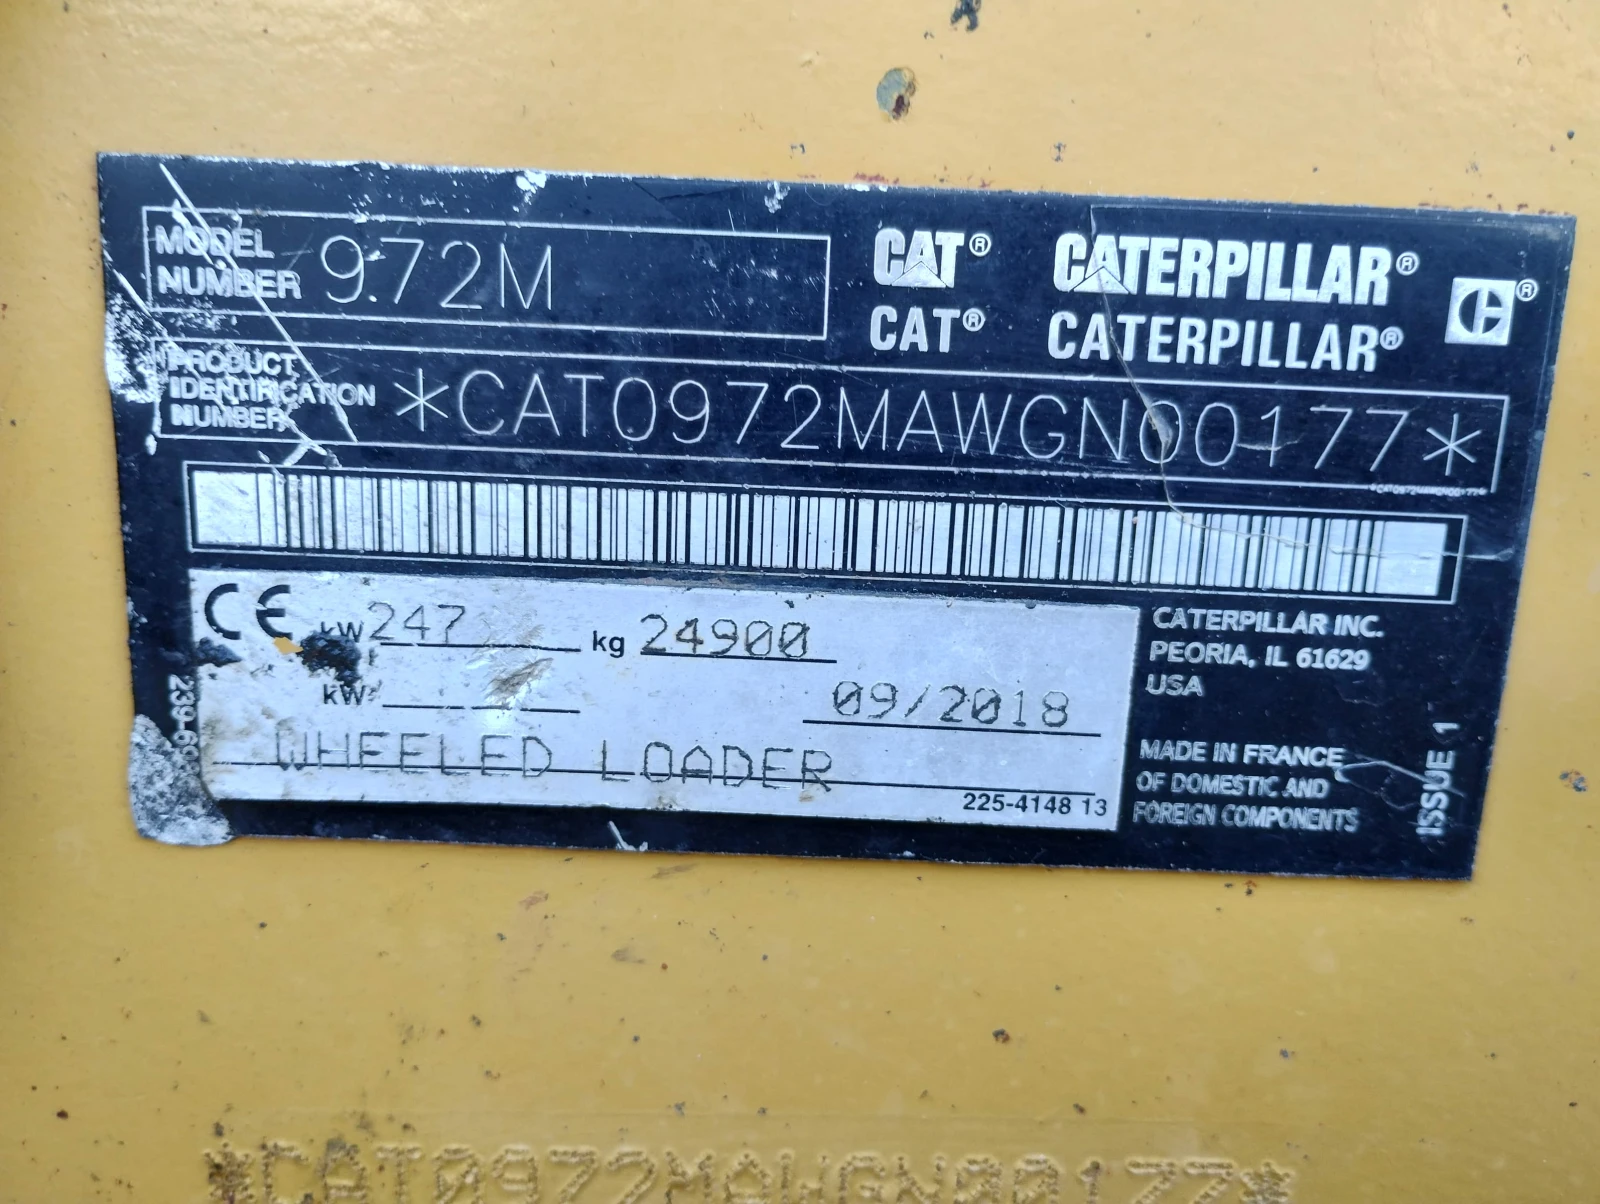 MODEL NUMBER 972M
CAT® CATERPILLAR®
CAT® CATERPILLAR®
PRODUCT IDENTIFICATION NUMBER *CAT0972MAWGN00177*
*CAT0972MAWGN00177*
CE kW 247 kg 24900
kW 09/2018
WHEELED LOADER
225-4148 13
CATERPILLAR INC.
PEORIA, IL 61629
USA
MADE IN FRANCE
OF DOMESTIC AND
FOREIGN COMPONENTS
ISSUE 1
*CAT0972MAWGN00177*